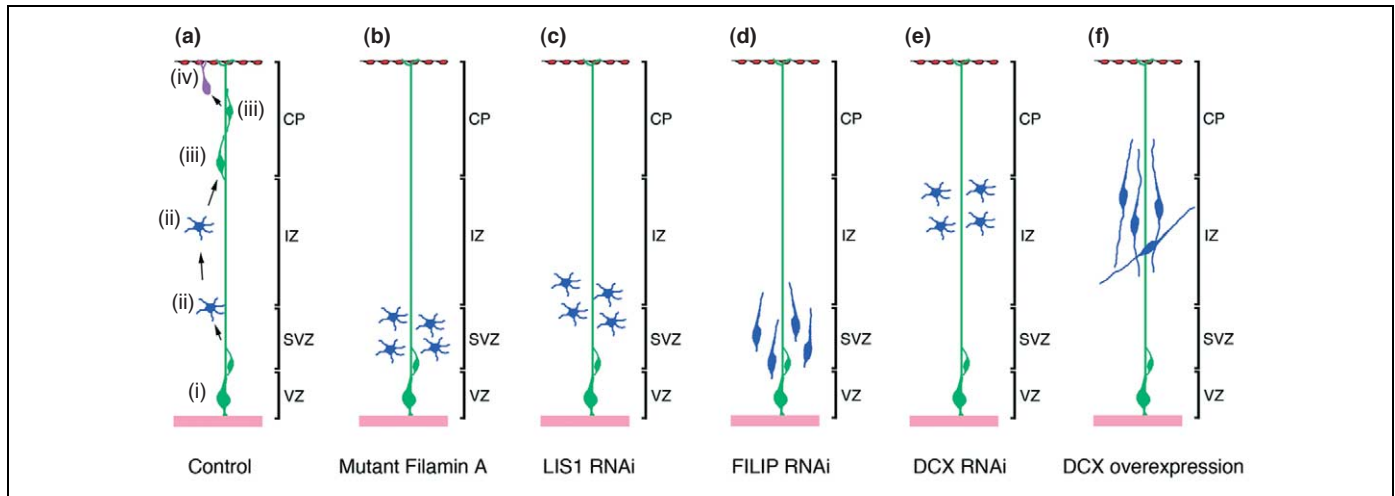 (a)
(b)
(c)
(d)
(e)
(f)
(iv)
(iii)
CP
CP
CP
CP
CP
CP
(iii)
(ii)
IZ
IZ
IZ
IZ
IZ
IZ
(ii)
SVZ
SVZ
SVZ
SVZ
SVZ
SVZ
(i)
VZ
VZ
VZ
VZ
VZ
VZ
Control
Mutant Filamin A
LIS1 RNAi
FILIP RNAi
DCX RNAi
DCX overexpression